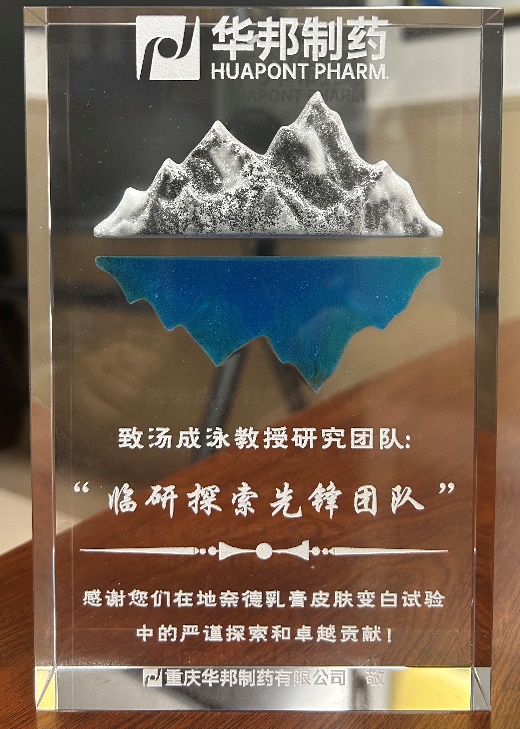 华邦制药
HUAPONT PHARM.
致汤成泳教授研究团队:
“临研探索先锋团队”
感谢您们在地奈德乳膏皮肤变白试验
中的严谨探索和卓越贡献!
重庆华邦制药有限公司 敬